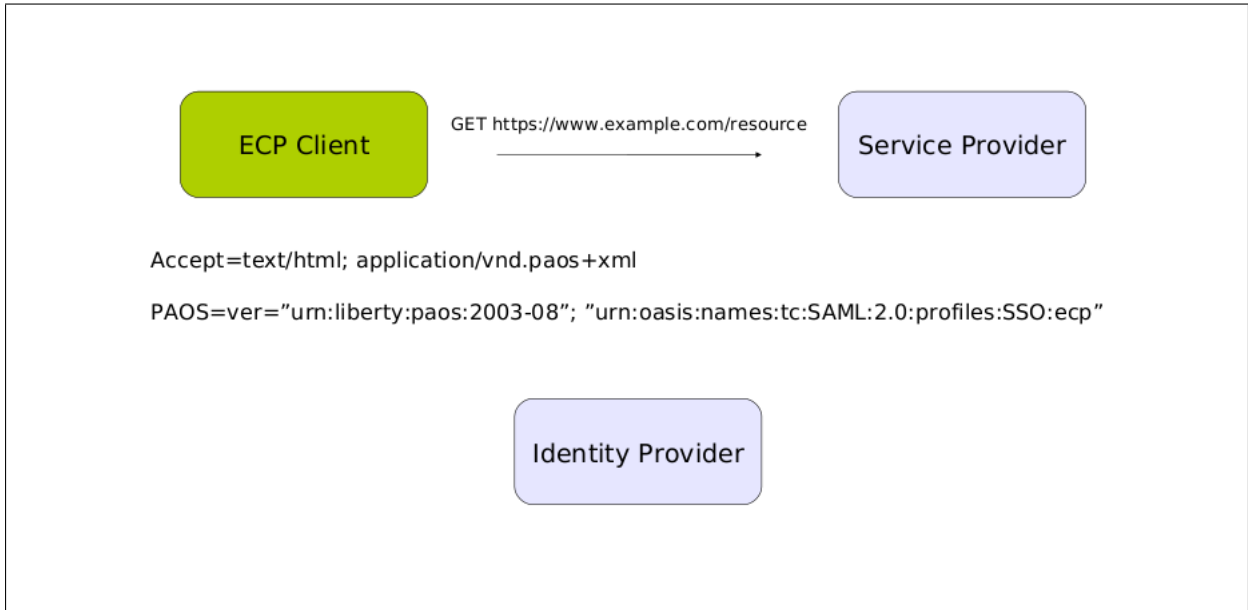 ECP Client
GET https://www.example.com/resource
Service Provider
Accept=text/html; application/vnd.paos+xml
PAOS=ver=”urn:liberty:paos:2003-08”; ”urn:oasis:names:tc:SAML:2.0:profiles:SSO:ecp”
Identity Provider